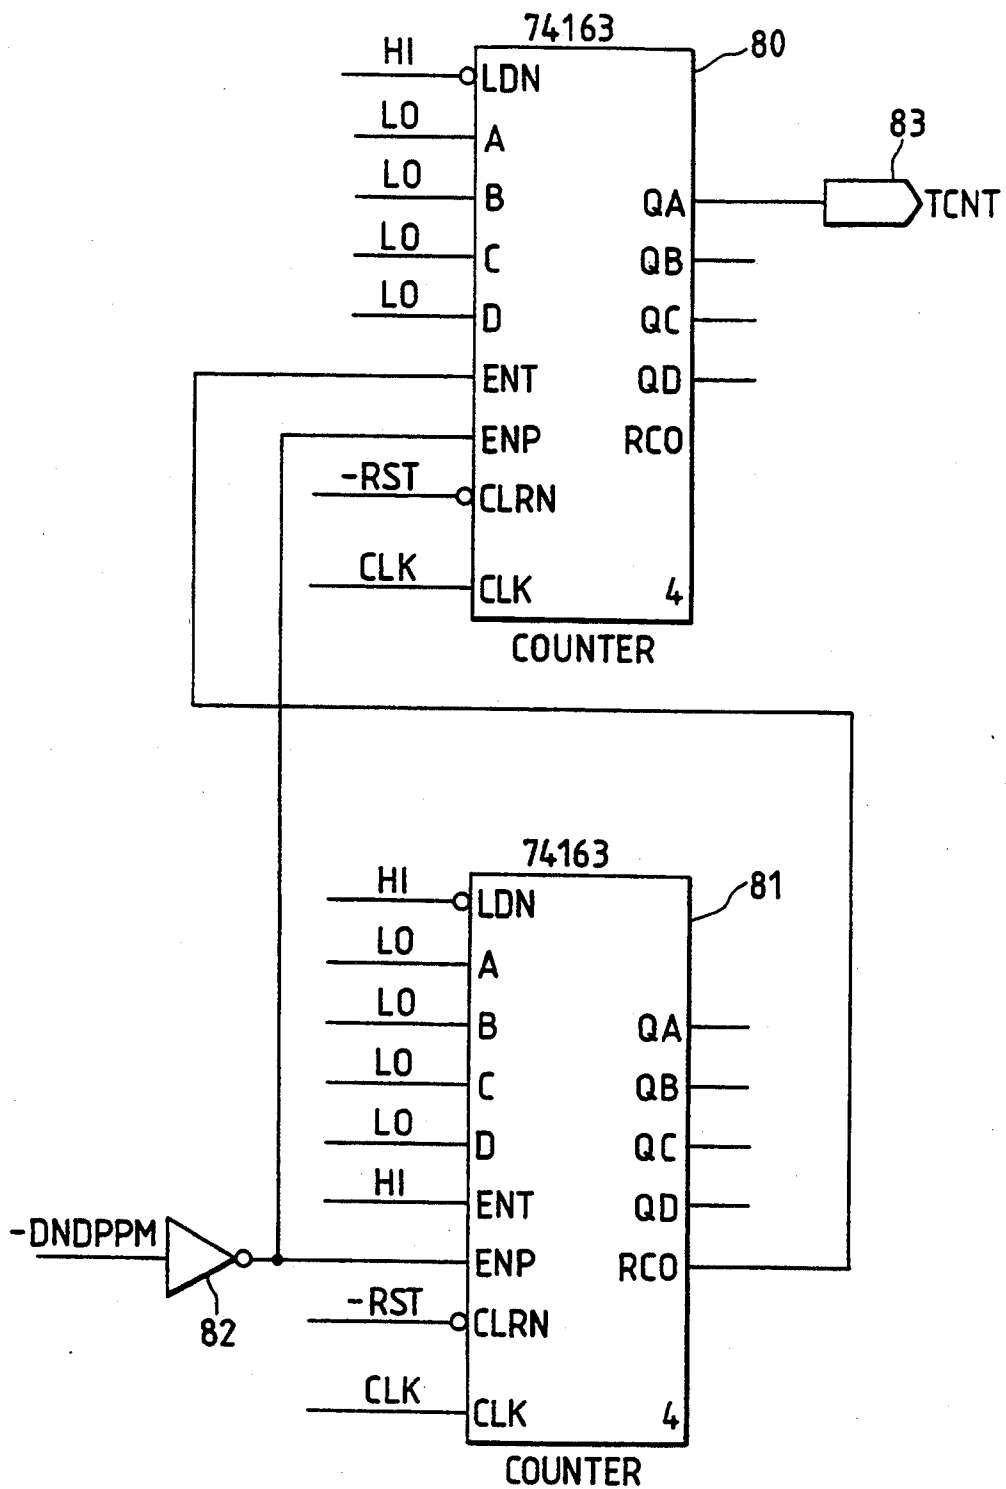 74163
80
HI
LDN
LO
A
83
LO
B
QA
TCNT
LO
C
QB
LO
D
QC
ENT
QD
ENP
RCO
-RST
CLRN
CLK
CLK
4
COUNTER
74163
81
HI
LDN
LO
A
LO
B
QA
LO
C
QB
LO
D
QC
HI
ENT
QD
-DNDPPM
ENP
RCO
82
-RST
CLRN
CLK
CLK
4
COUNTER